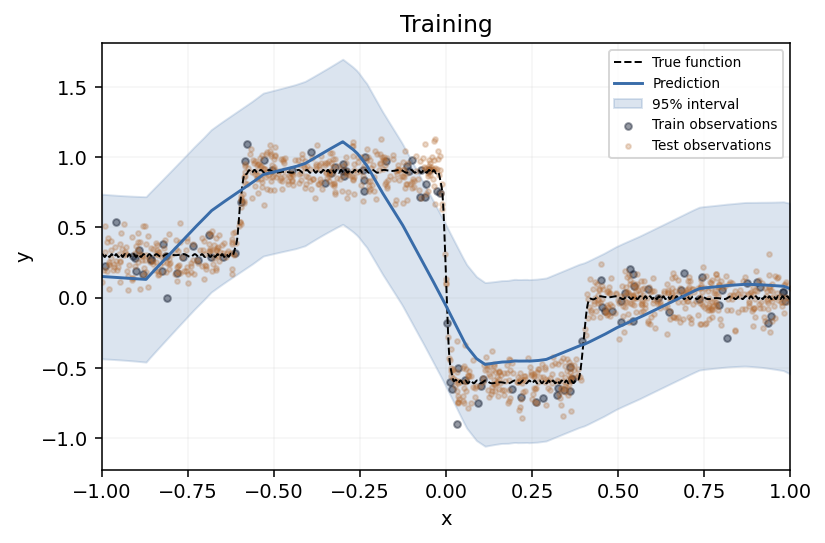 Training
True function
Prediction
95% interval
Train observations
Test observations
1.5
1.0
0.5
0.0
−0.5
−1.0
y
−1.00 −0.75 −0.50 −0.25 0.00 0.25 0.50 0.75 1.00
x